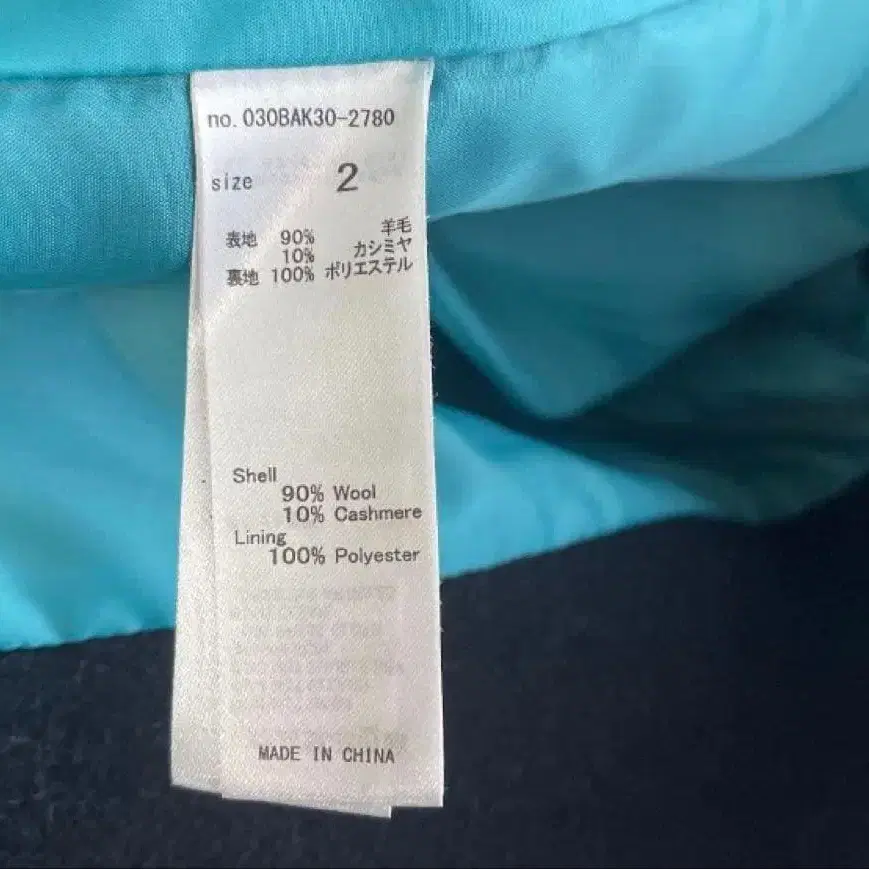 no. 030BAK30-2780
size 2
表地 90% 羊毛
10% カシミヤ
裏地 100% ポリエステル
Shell
90% Wool
10% Cashmere
Lining
100% Polyester
MADE IN CHINA